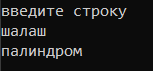 введите строку
шалаш
палиндром